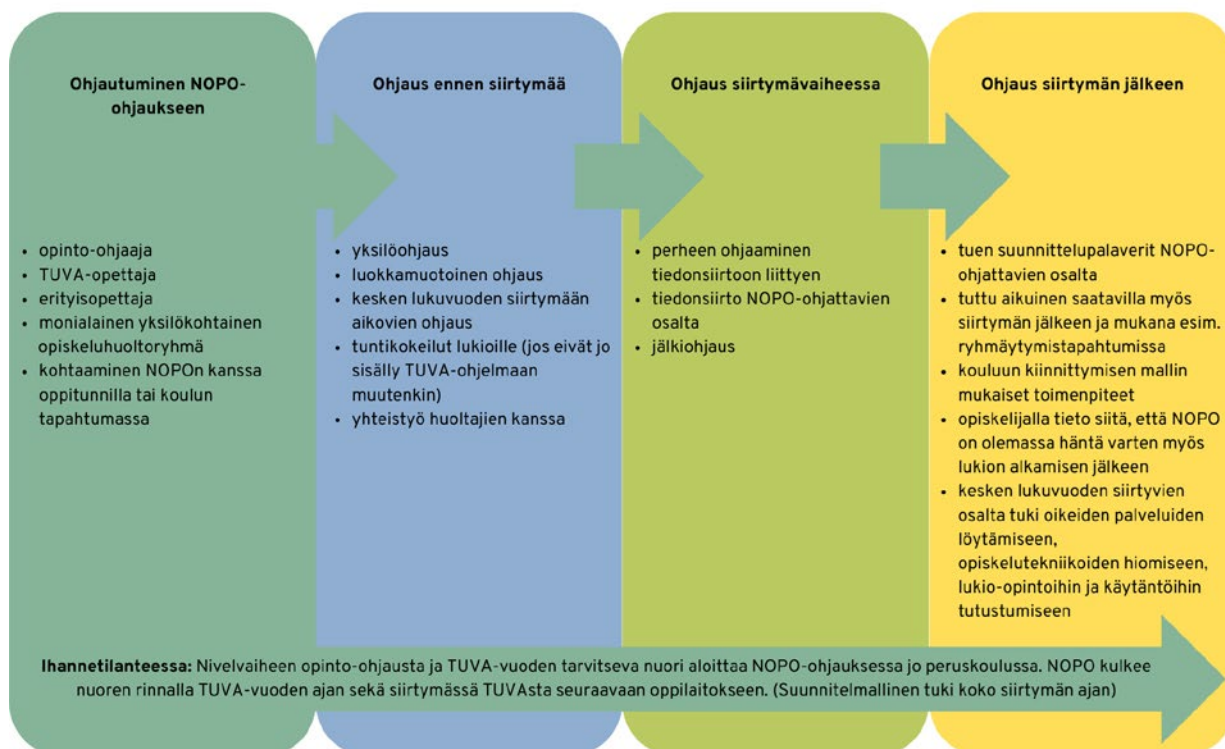 Ohjautuminen NOPO-
ohjaukseen
• opinto-ohjaaja
• TUVA-opettaja
• erityisopettaja
• monialainen yksilökohtainen
opiskeluhuoltoryhmä
• kohtaaminen NOPOn kanssa
oppitunnilla tai koulun
tapahtumassa
Ohjaus ennen siirtymää
• yksilöohjaus
• luokkamuotoinen ohjaus
• kesken lukuvuoden siirtymään
aikovien ohjaus
• tuntikokeilut lukioille (jos eivät jo
sisälly TUVA-ohjelmaan
muutenkin)
• yhteistyö huoltajien kanssa
Ohjaus siirtymävaiheessa
• perheen ohjaaminen
tiedonsiirtoon liittyen
• tiedonsiirto NOPO-ohjattavien
osalta
• jälkiohjaus
Ohjaus siirtymän jälkeen
• tuen suunnittelupalaverit NOPO-
ohjattavien osalta
• tuttu aikuinen saatavilla myös
siirtymän jälkeen ja mukana esim.
ryhmäytymistapahtumissa
• kouluun kiinnittymisen mallin
mukaiset toimenpiteet
• opiskelijalla tieto siitä, että NOPO
on olemassa häntä varten myös
lukion alkamisen jälkeen
• kesken lukuvuoden siirtyvien
osalta tuki oikeiden palveluiden
löytämiseen,
opiskelutekniikoiden hiomiseen,
lukio-opintoihin ja käytäntöihin
tutustumiseen
Ihannetilanteessa: Nivelvaiheen opinto-ohjausta ja TUVA-vuoden tarvitseva nuori aloittaa NOPO-ohjauksessa jo peruskoulussa. NOPO kulkee
nuoren rinnalla TUVA-vuoden ajan sekä siirtymässä TUVAsta seuraavaan oppilaitokseen. (Suunnitelmallinen tuki koko siirtymän ajan)